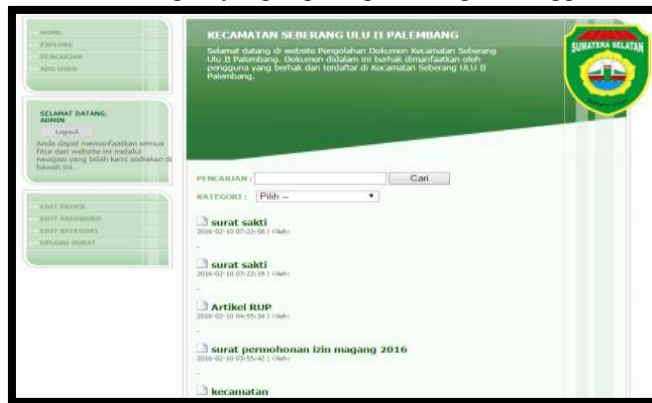 HOME
EXPLORE
PENCARIAN
ADD USER
SELAMAT DATANG,
ADMIN
Logout
Anda dapat memanfaatkan semua
fitur dari website ini melalui
navigasi yang telah kami sediakan di
bawah ini.
EDIT PROFIL
EDIT PASSWORD
EDIT KATEGORI
UPLOAD SURAT
KECAMATAN SEBERANG ULU II PALEMBANG
Selamat datang di website Pengolahan Dokumen Kecamatan Seberang
Ulu II Palembang. Dokumen didalam ini berhak dimanfaatkan oleh
pengguna yang berhak dan terdaftar di Kecamatan Seberang ULU II
Palembang.
SUMATERA SELATAN
PENCARIAN :
Cari
KATEGORI : Pilih --
surat sakti
2016-02-10 07:22:58 | Oleh:
-
surat sakti
2016-02-10 07:22:19 | Oleh:
-
Artikel RUP
2016-02-10 04:55:34 | Oleh:
-
surat permohonan izin magang 2016
2016-02-10 03:55:42 | Oleh:
-
kecamatan